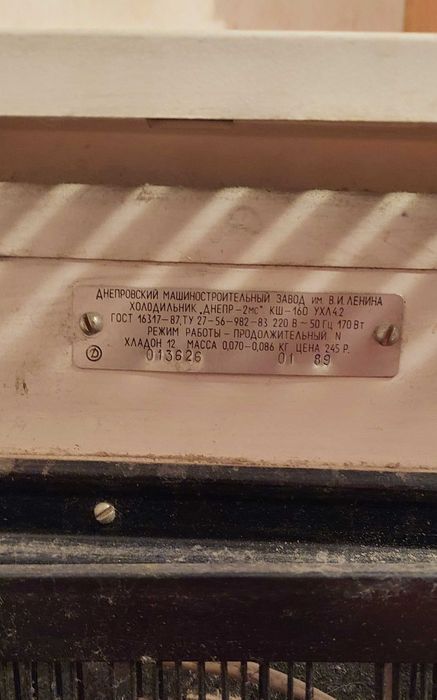 ДНЕПРОВСКИЙ МАШИНОСТРОИТЕЛЬНЫЙ ЗАВОД ИМ. В.И.ЛЕНИНА
ХОЛОДИЛЬНИК „ДНЕПР-2мс" КШ-160 УХЛ4.2
ГОСТ 16317-87, ТУ 27-56-982-83 220 В ~ 50 Гц 170 Вт
РЕЖИМ РАБОТЫ - ПРОДОЛЖИТЕЛЬНЫЙ N
ХЛАДОН 12 МАССА 0,070-0,086 КГ ЦЕНА 245 Р.
013626 01 89